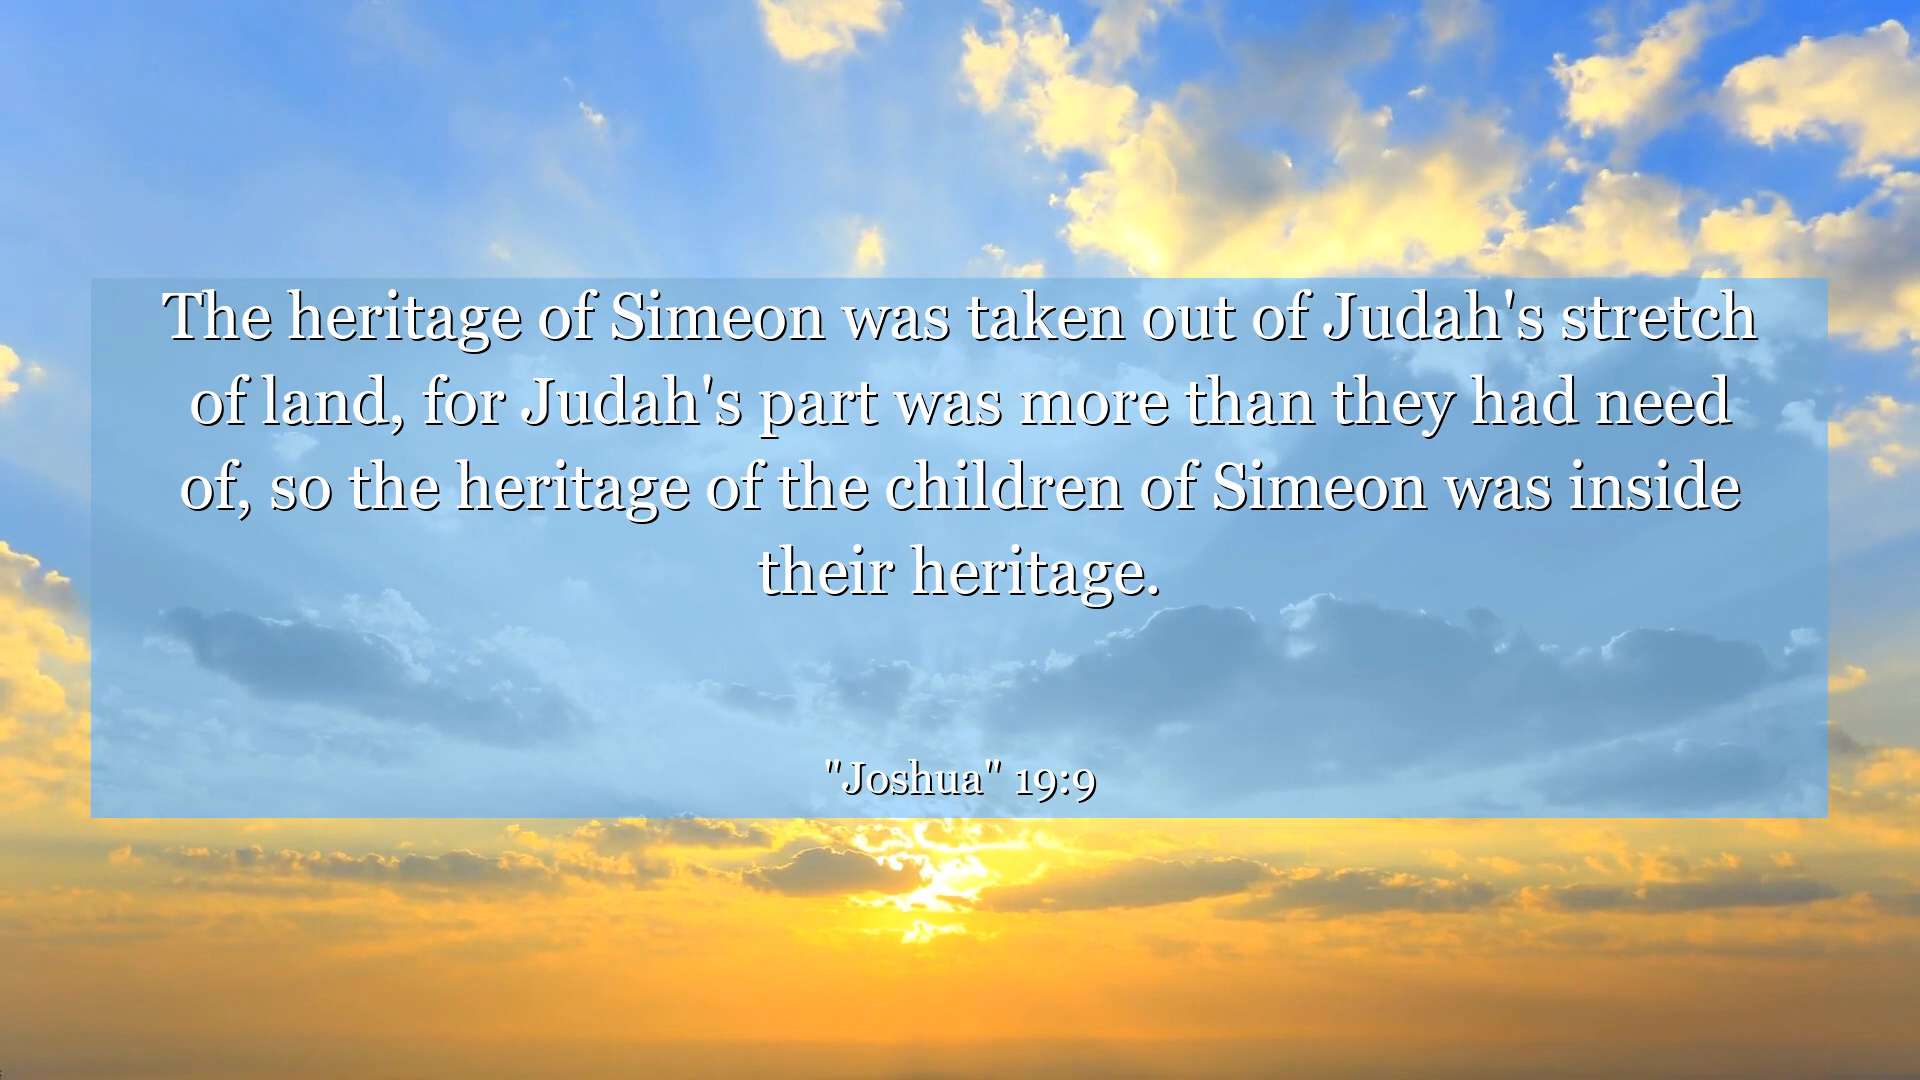 The heritage of Simeon was taken out of Judah's stretch
of land, for Judah's part was more than they had need
of, so the heritage of the children of Simeon was inside
their heritage.
"Joshua" 19:9